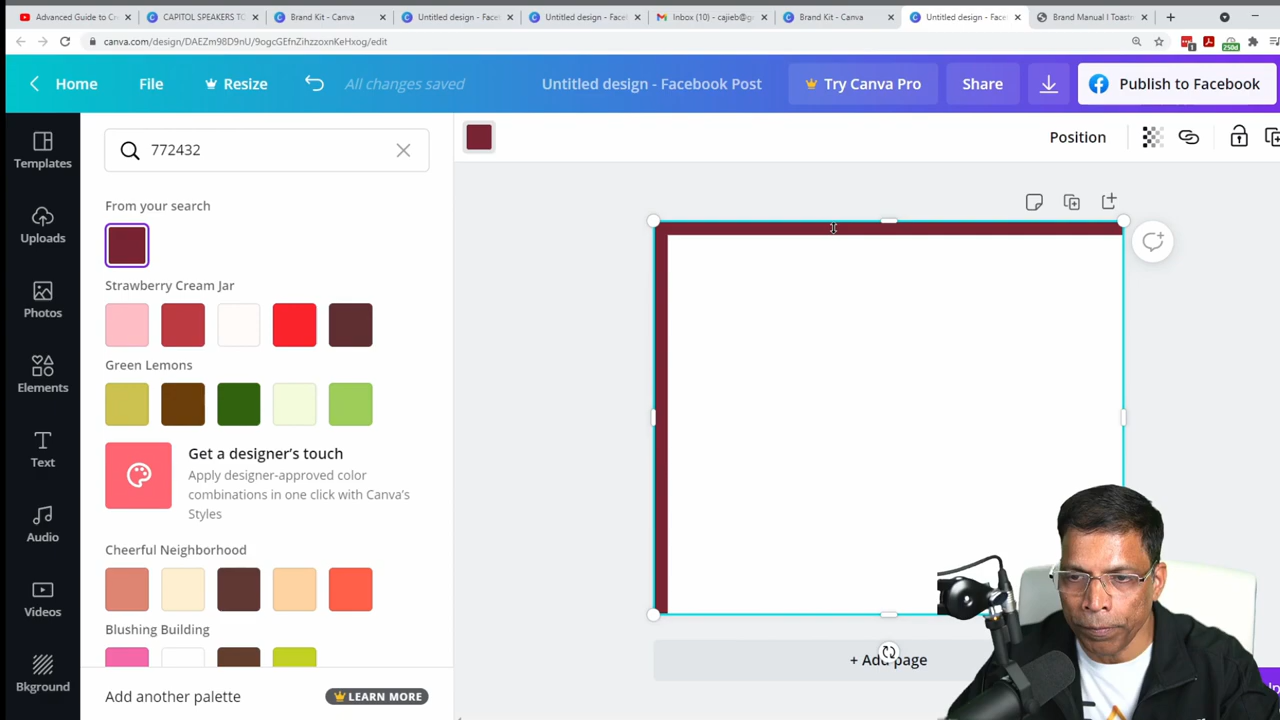 Advanced Guide to Cr
CAPITOL SPEAKERS TO
Brand Kit - Canva
Untitled design - Face
Untitled design - Face
Inbox (10) - cajieb@g
Brand Kit - Canva
Untitled design - Face
Brand Manual I Toastm
canva.com/design/DAEZm98D9nU/9ogcGEfnZihzzoxnKeHxog/edit
250d
Home
File
Resize
All changes saved
Untitled design - Facebook Post
Try Canva Pro
Share
Publish to Facebook
Templates
Uploads
Photos
Elements
Text
Audio
Videos
Bkground
772432
From your search
Strawberry Cream Jar
Green Lemons
Get a designer's touch
Apply designer-approved color
combinations in one click with Canva's
Styles
Cheerful Neighborhood
Blushing Building
Add another palette
LEARN MORE
Position
+ Add page